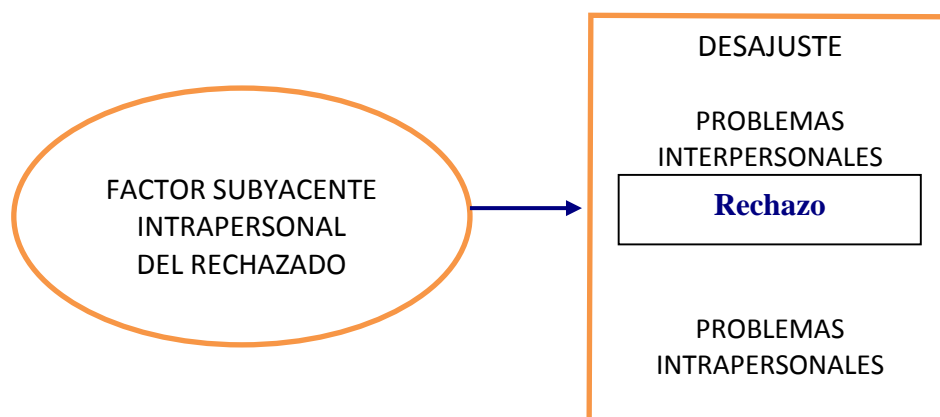 FACTOR SUBYACENTE
INTRAPERSONAL
DEL RECHAZADO
DESAJUSTE
PROBLEMAS
INTERPERSONALES
Rechazo
PROBLEMAS
INTRAPERSONALES